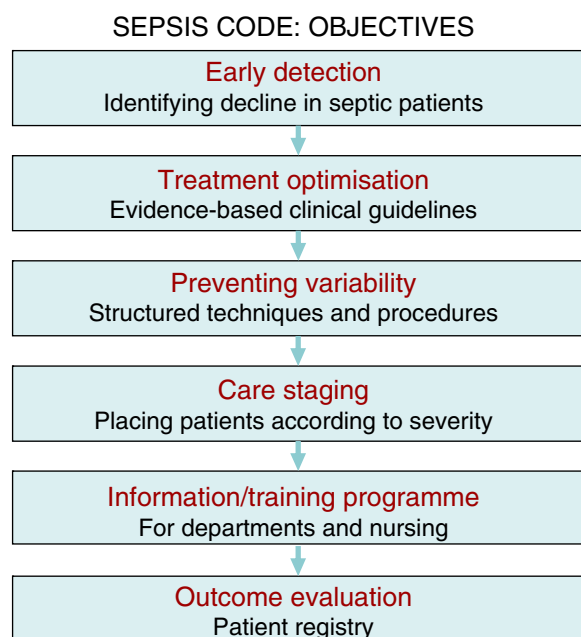 SEPSIS CODE: OBJECTIVES
Early detection
Identifying decline in septic patients
Treatment optimisation
Evidence-based clinical guidelines
Preventing variability
Structured techniques and procedures
Care staging
Placing patients according to severity
Information/training programme
For departments and nursing
Outcome evaluation
Patient registry